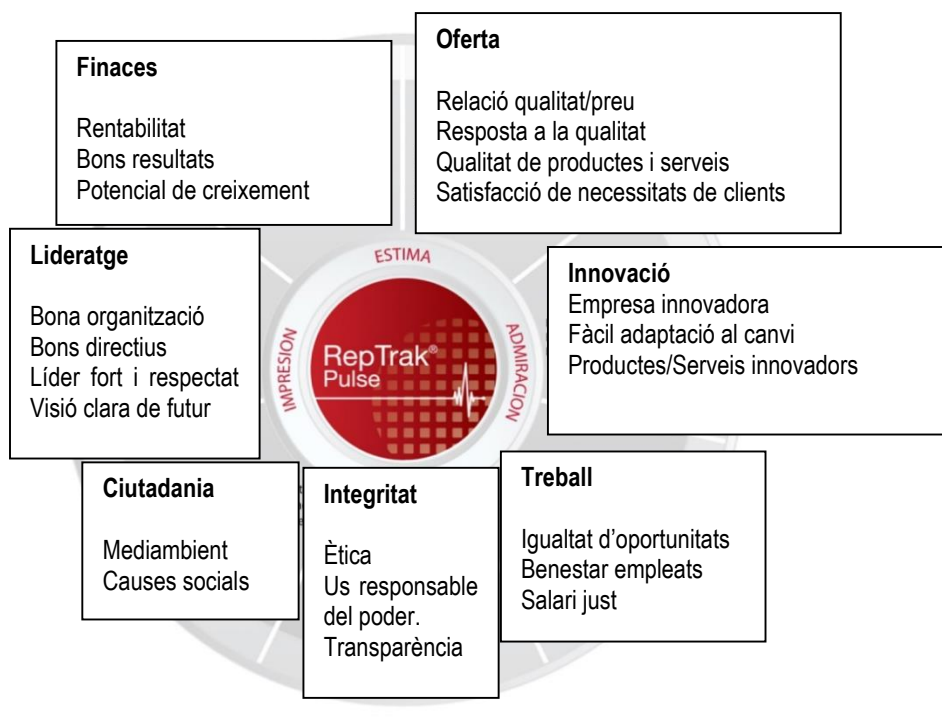 Finaces
Rentabilitat
Bons resultats
Potencial de creixement
Oferta
Relació qualitat/preu
Resposta a la qualitat
Qualitat de productes i serveis
Satisfacció de necessitats de clients
Lideratge
Bona organització
Bons directius
Líder fort i respectat
Visió clara de futur
ESTIMA
IMPRESION
ADMIRACION
RepTrak®
Pulse
Innovació
Empresa innovadora
Fàcil adaptació al canvi
Productes/Serveis innovadors
Ciutadania
Mediambient
Causes socials
Integritat
Ètica
Us responsable
del poder.
Transparència
Treball
Igualtat d’oportunitats
Benestar empleats
Salari just